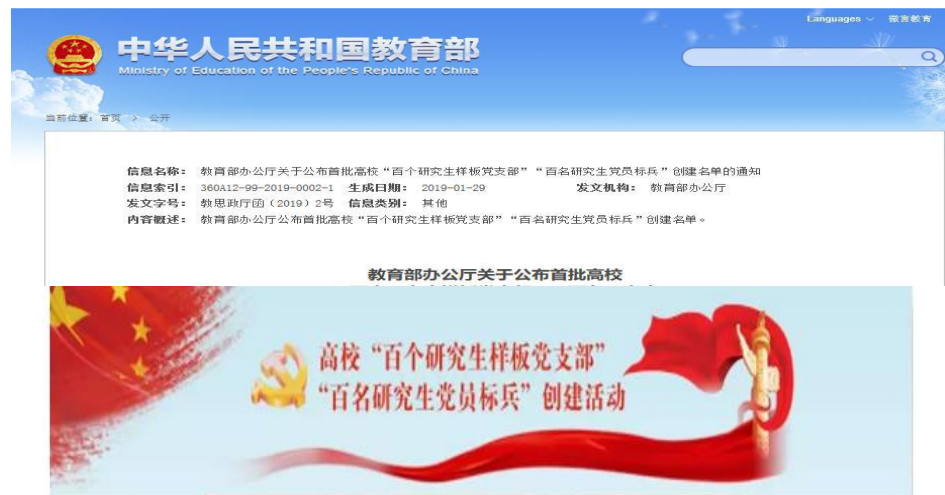 Languages 微言教育
中华人民共和国教育部
Ministry of Education of the People's Republic of China
当前位置：首页 > 公开
信息名称： 教育部办公厅关于公布首批高校“百个研究生样板党支部”“百名研究生党员标兵”创建名单的通知
信息索引： 360A12-99-2019-0002-1 生成日期： 2019-01-29 发文机构： 教育部办公厅
发文字号： 教思政厅函（2019）2号 信息类别： 其他
内容概述： 教育部办公厅公布首批高校“百个研究生样板党支部”“百名研究生党员标兵”创建名单。
教育部办公厅关于公布首批高校
高校“百个研究生样板党支部”
“百名研究生党员标兵”创建活动